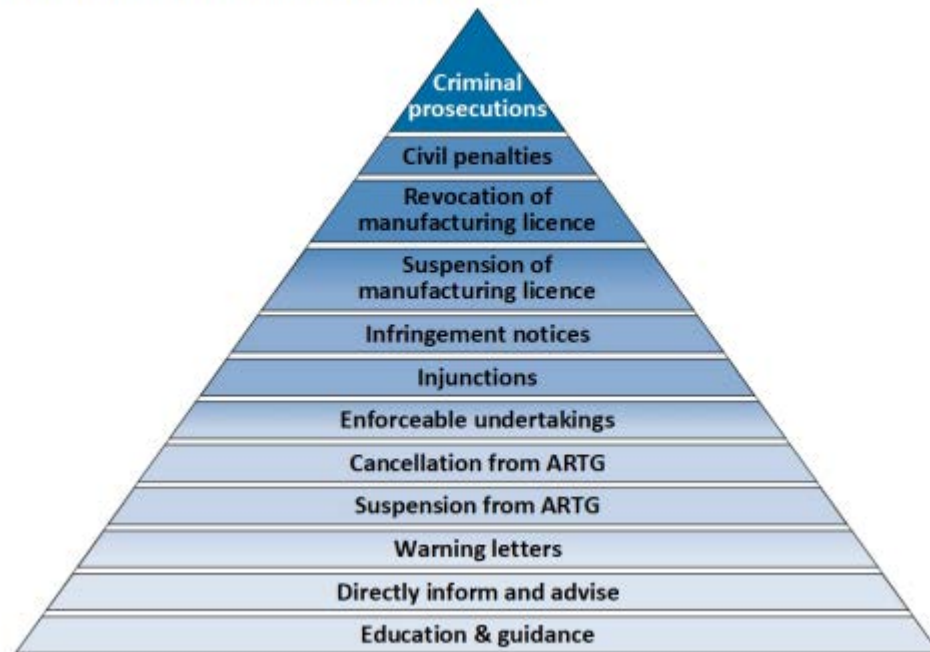 Criminal
prosecutions
Civil penalties
Revocation of
manufacturing licence
Suspension of
manufacturing licence
Infringement notices
Injunctions
Enforceable undertakings
Cancellation from ARTG
Suspension from ARTG
Warning letters
Directly inform and advise
Education & guidance